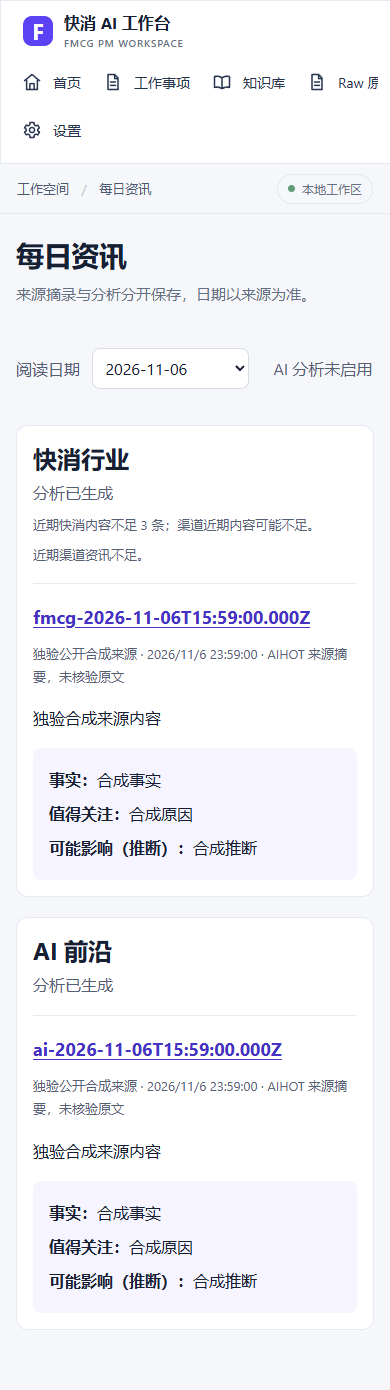 F
快消 AI 工作台
FMCG PM WORKSPACE
首页 工作事项 知识库 Raw 原
设置
工作空间 / 每日资讯 本地工作区
每日资讯
来源摘录与分析分开保存，日期以来源为准。
阅读日期 2026-11-06 AI 分析未启用
快消行业
分析已生成
近期快消内容不足 3 条；渠道近期内容可能不足。
近期渠道资讯不足。
fmcg-2026-11-06T15:59:00.000Z
独验公开合成来源 · 2026/11/6 23:59:00 · AIHOT 来源摘
要，未核验原文
独验合成来源内容
事实：合成事实
值得关注：合成原因
可能影响（推断）：合成推断
AI 前沿
分析已生成
ai-2026-11-06T15:59:00.000Z
独验公开合成来源 · 2026/11/6 23:59:00 · AIHOT 来源摘
要，未核验原文
独验合成来源内容
事实：合成事实
值得关注：合成原因
可能影响（推断）：合成推断